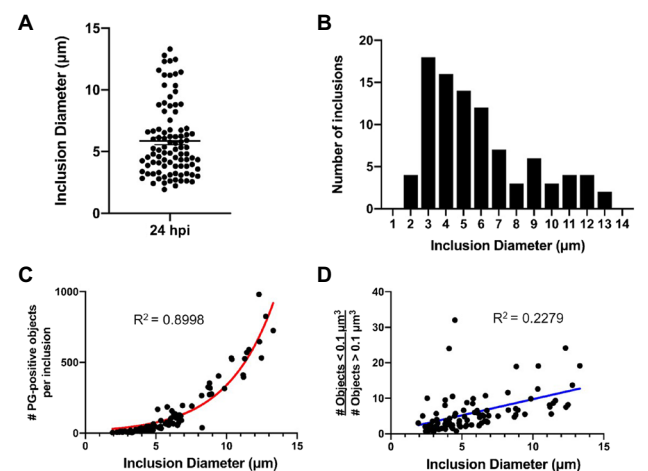 A
15
10
5
0
Inclusion Diameter (µm)
24 hpi
B
20
15
10
5
0
Number of inclusions
1 2 3 4 5 6 7 8 9 10 11 12 13 14
Inclusion Diameter (µm)
C
1000
500
0
# PG-positive objects
per inclusion
R² = 0.8998
0 5 10 15
Inclusion Diameter (µm)
D
40
30
20
10
0
# Objects < 0.1 µm³
# Objects > 0.1 µm³
R² = 0.2279
0 5 10 15
Inclusion Diameter (µm)